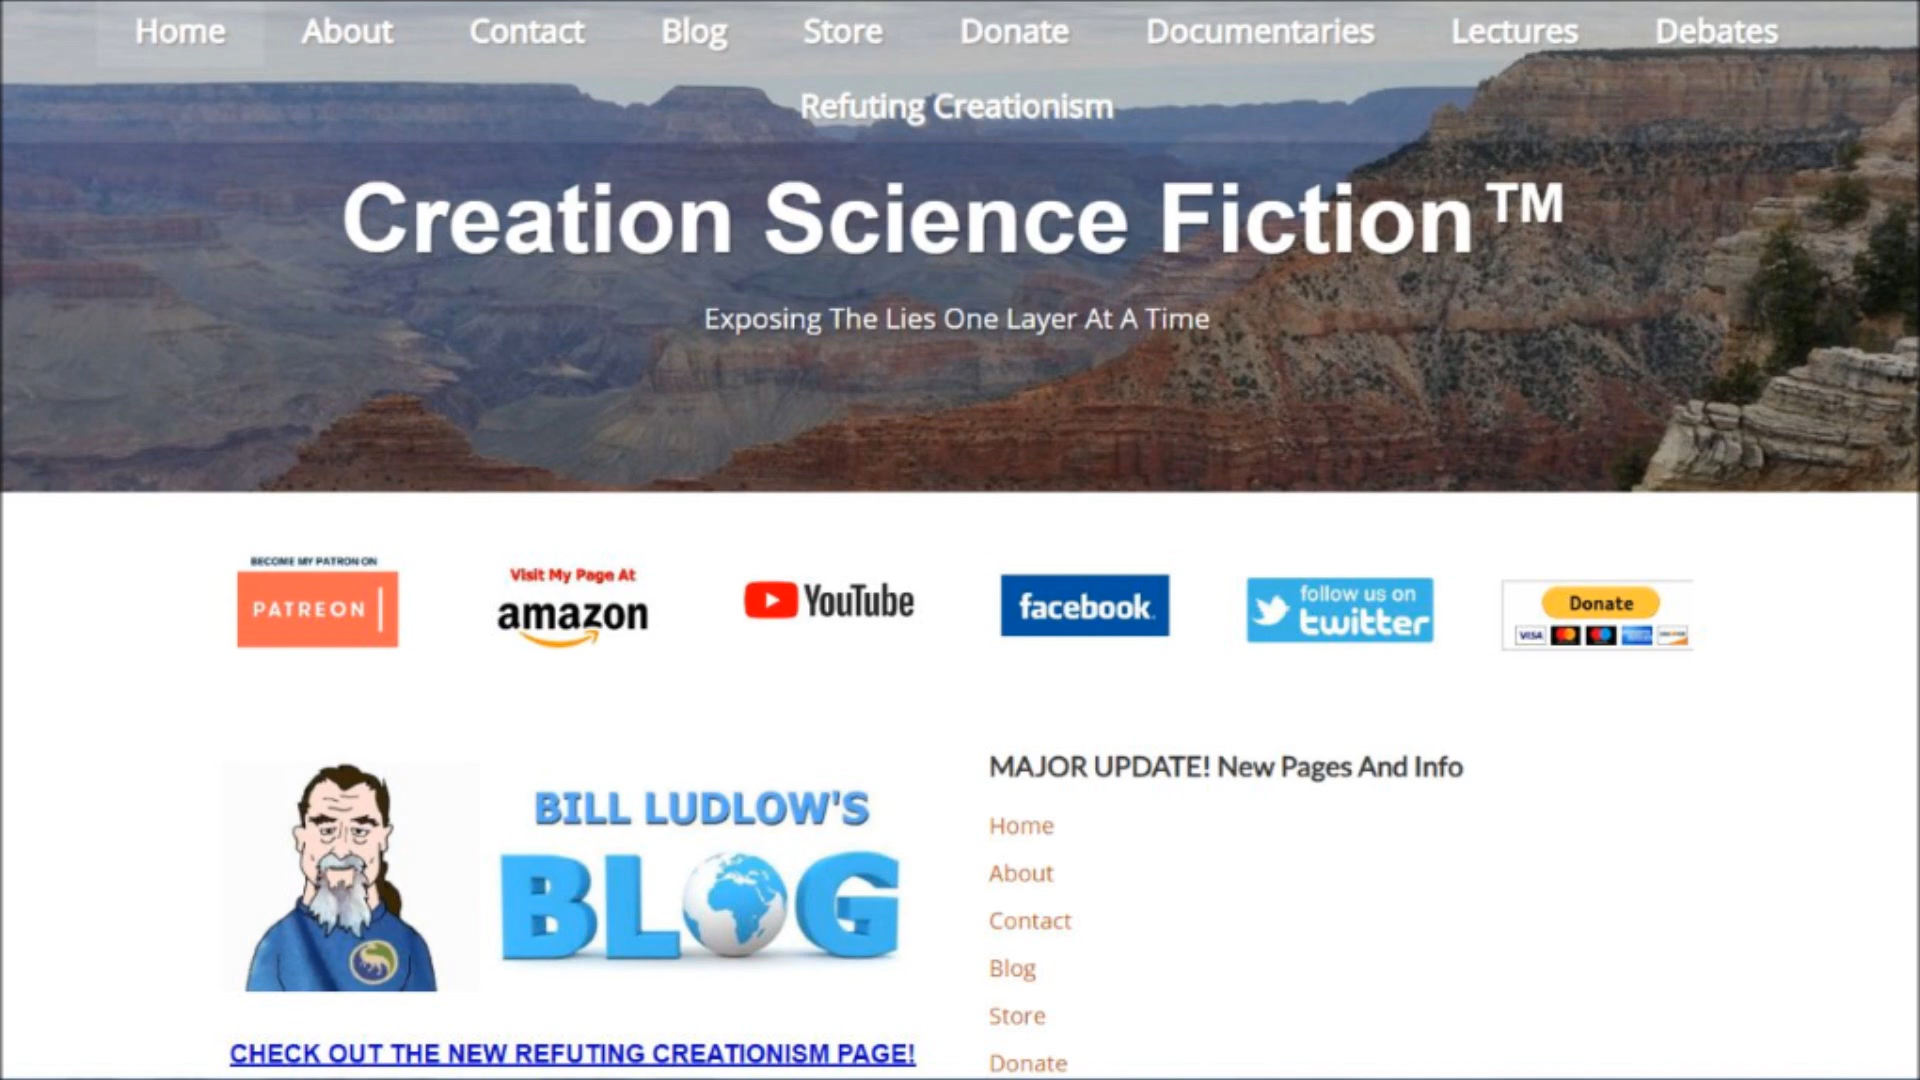 Home About Contact Blog Store Donate Documentaries Lectures Debates
Refuting Creationism
Creation Science Fiction™
Exposing The Lies One Layer At A Time
BECOME MY PATRON ON
PATREON
Visit My Page At
amazon
YouTube
facebook
follow us on
twitter
Donate
VISA
BILL LUDLOW'S
BLOG
CHECK OUT THE NEW REFUTING CREATIONISM PAGE!
MAJOR UPDATE! New Pages And Info
Home
About
Contact
Blog
Store
Donate